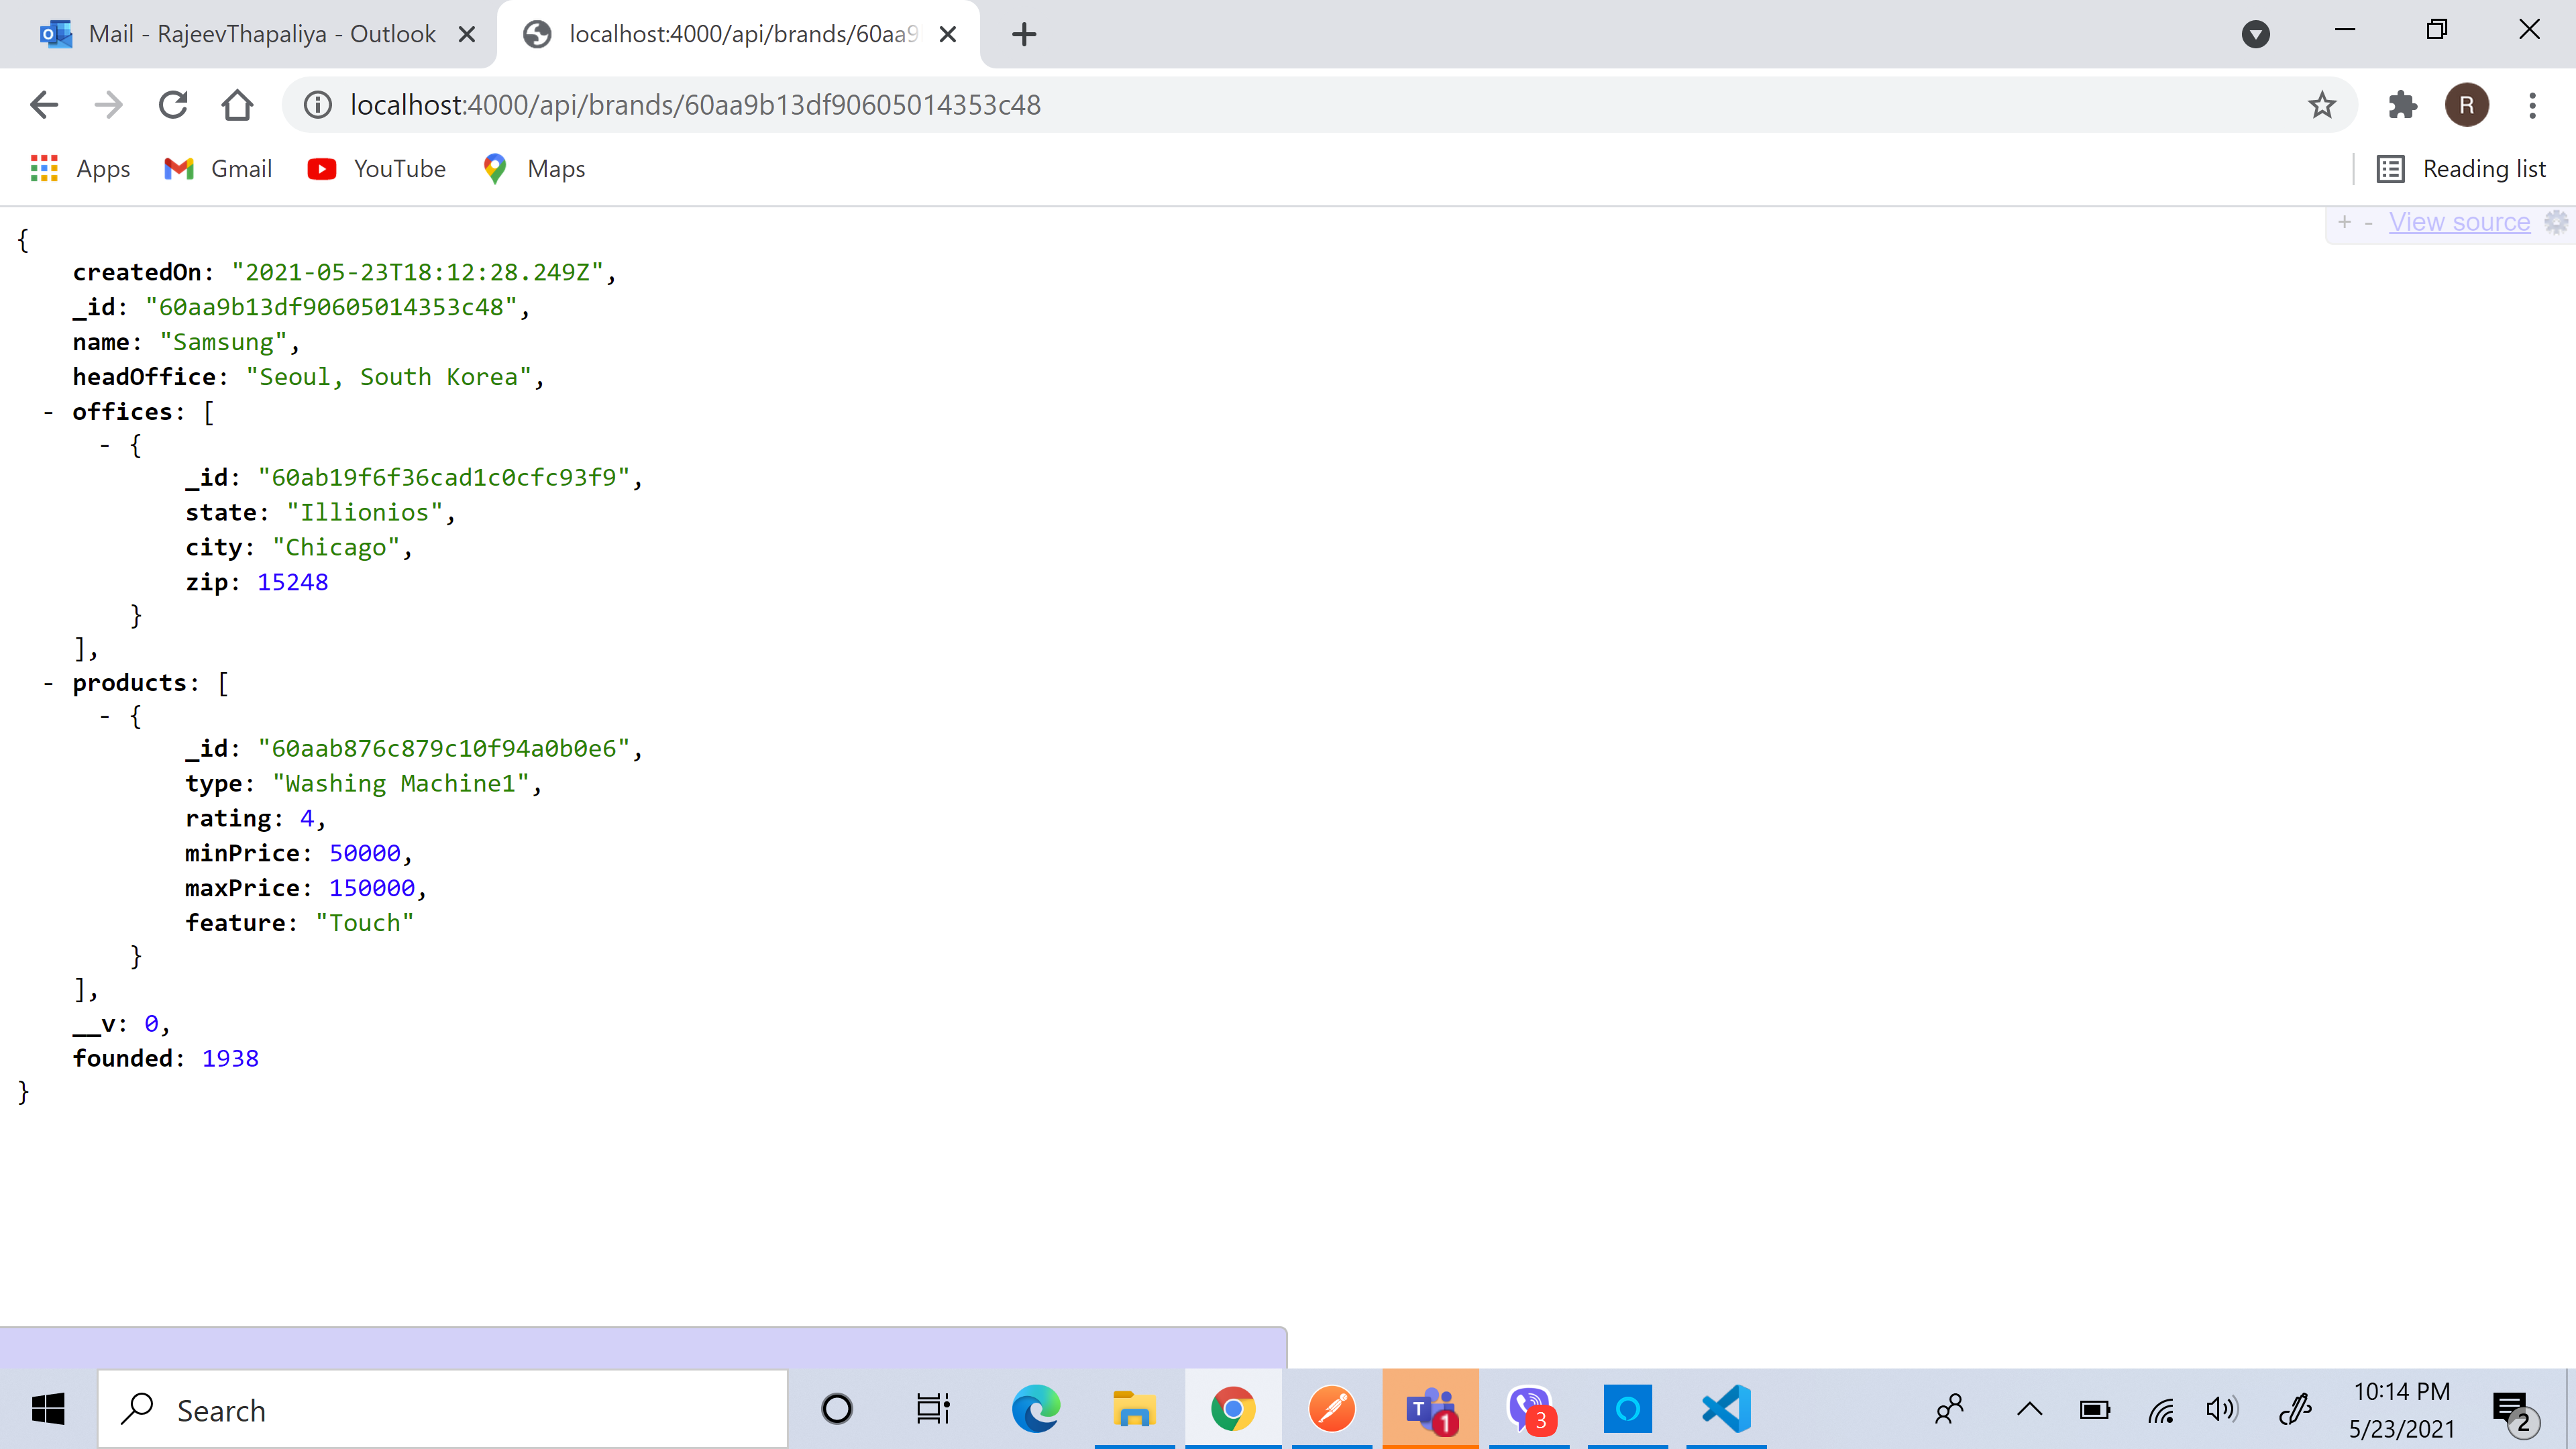 Mail - RajeevThapaliya - Outlook
localhost:4000/api/brands/60aa9
localhost:4000/api/brands/60aa9b13df90605014353c48
R
Apps
Gmail
YouTube
Maps
Reading list
+ - View source
{
createdOn: "2021-05-23T18:12:28.249Z",
_id: "60aa9b13df90605014353c48",
name: "Samsung",
headOffice: "Seoul, South Korea",
- offices: [
- {
_id: "60ab19f6f36cad1c0cfc93f9",
state: "Illionios",
city: "Chicago",
zip: 15248
}
],
- products: [
- {
_id: "60aab876c879c10f94a0b0e6",
type: "Washing Machine1",
rating: 4,
minPrice: 50000,
maxPrice: 150000,
feature: "Touch"
}
],
__v: 0,
founded: 1938
}
Search
T
1
3
10:14 PM
5/23/2021
2